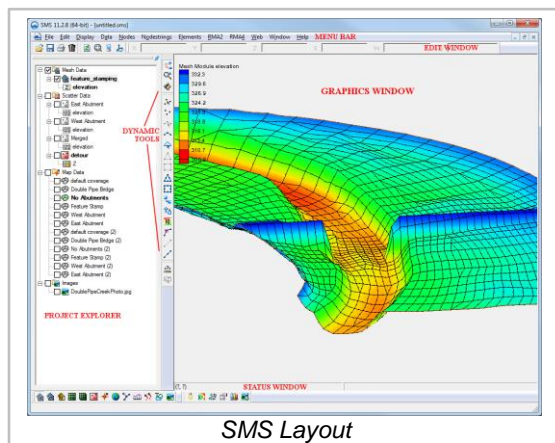 SMS 11.2.8 (64-bit) - [untitled.sms]
File Edit Display Data Nodes Nodestrings Elements RMA2 RMA4 Web Window Help MENU BAR
EDIT WINDOW
Mesh Data
feature_stamping
elevation
Scatter Data
East Abutment
elevation
West Abutment
elevation
Merged
elevation
detour
Z
Map Data
default coverage
Double Pipe Bridge
No Abutments
Feature Stamp
West Abutment
East Abutment
default coverage (2)
Double Pipe Bridge (2)
No Abutments (2)
Feature Stamp (2)
West Abutment (2)
East Abutment (2)
Images
DoublePipeCreekPhoto.jpg
PROJECT EXPLORER
DYNAMIC
TOOLS
Mesh Module elevation
GRAPHICS WINDOW
STATUS WINDOW
SMS Layout